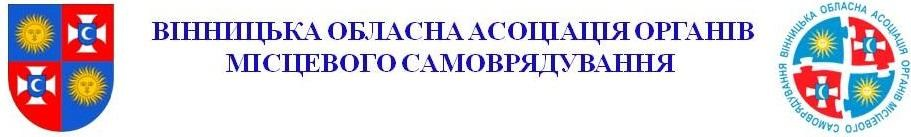 ВІННИЦЬКА ОБЛАСНА АСОЦІАЦІЯ ОРГАНІВ
МІСЦЕВОГО САМОВРЯДУВАННЯ
ВІННИЦЬКА ОБЛАСНА АСОЦІАЦІЯ ОРГАНІВ МІСЦЕВОГО САМОВРЯДУВАННЯ